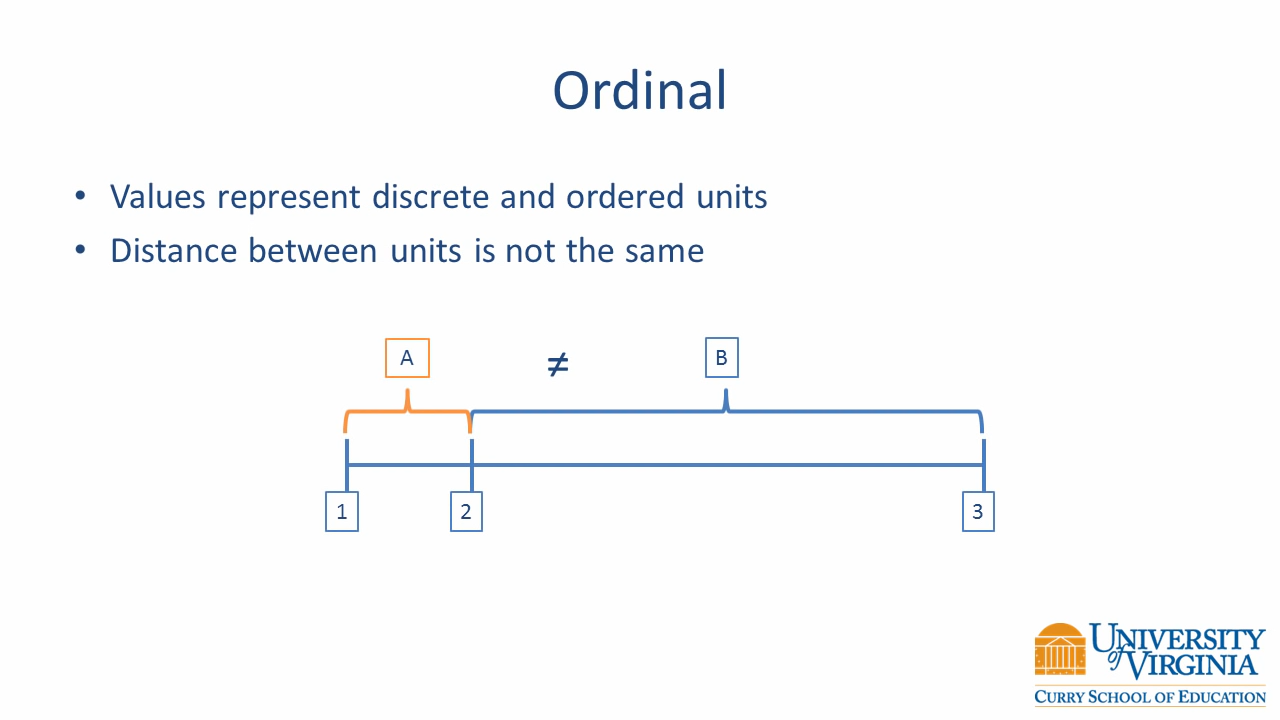 Ordinal
• Values represent discrete and ordered units
• Distance between units is not the same
A ≠ B
1 2 3
UNIVERSITY
of VIRGINIA
CURRY SCHOOL OF EDUCATION